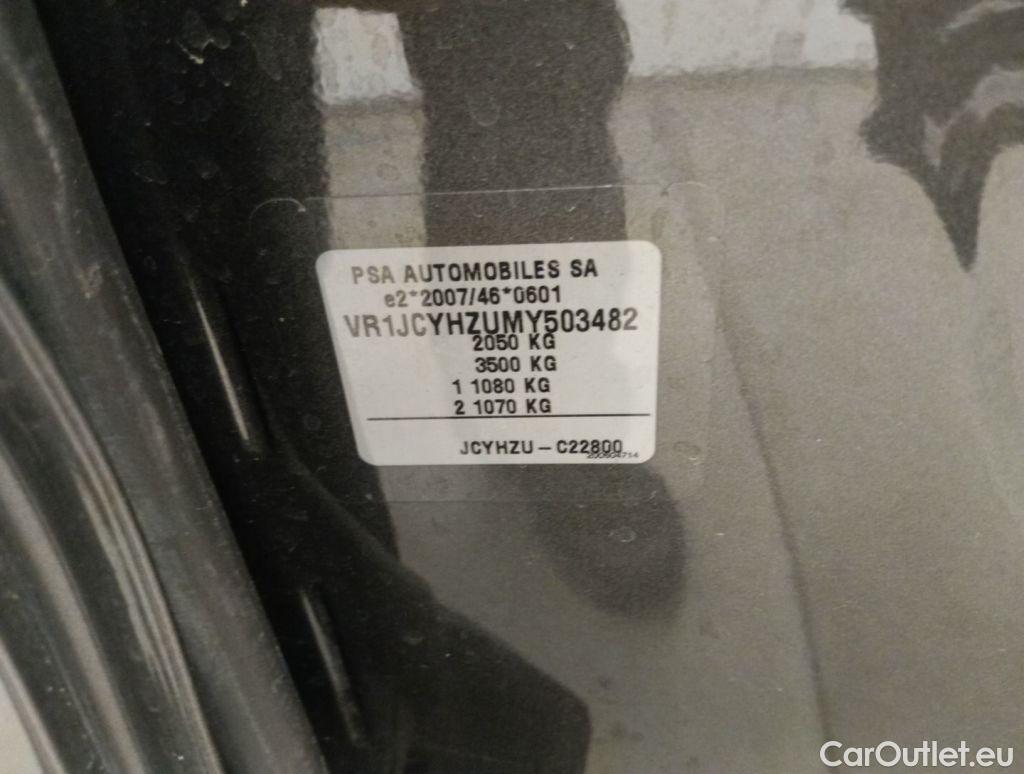 PSA AUTOMOBILES SA
e2*2007/46*0601
VR1JCYHZUMY503482
2050 KG
3500 KG
1 1080 KG
2 1070 KG
JCYHZU - C22800
CarOutlet.eu